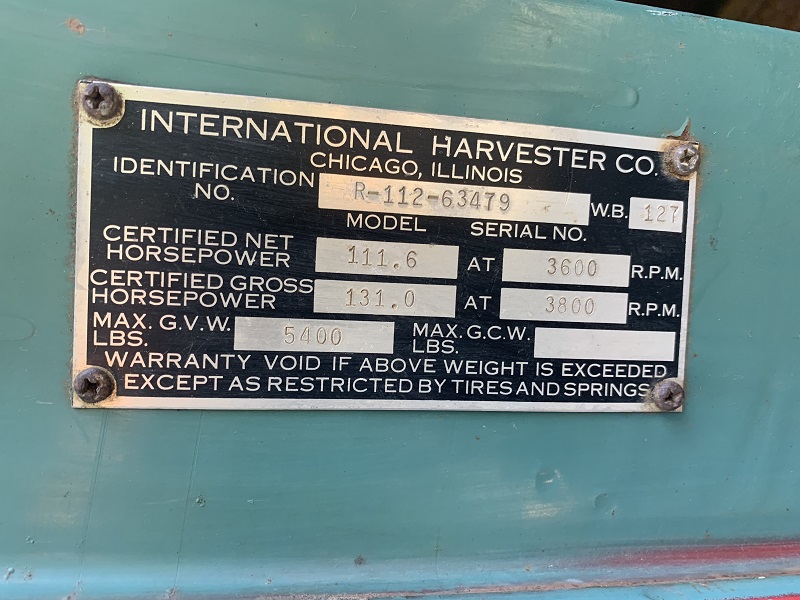 INTERNATIONAL HARVESTER CO.
CHICAGO, ILLINOIS
IDENTIFICATION NO. R-112-63479 W.B. 127
MODEL SERIAL NO.
CERTIFIED NET HORSEPOWER 111.6 AT 3600 R.P.M.
CERTIFIED GROSS HORSEPOWER 131.0 AT 3800 R.P.M.
MAX. G.V.W. LBS. 5400 MAX. G.C.W. LBS.
WARRANTY VOID IF ABOVE WEIGHT IS EXCEEDED
EXCEPT AS RESTRICTED BY TIRES AND SPRINGS